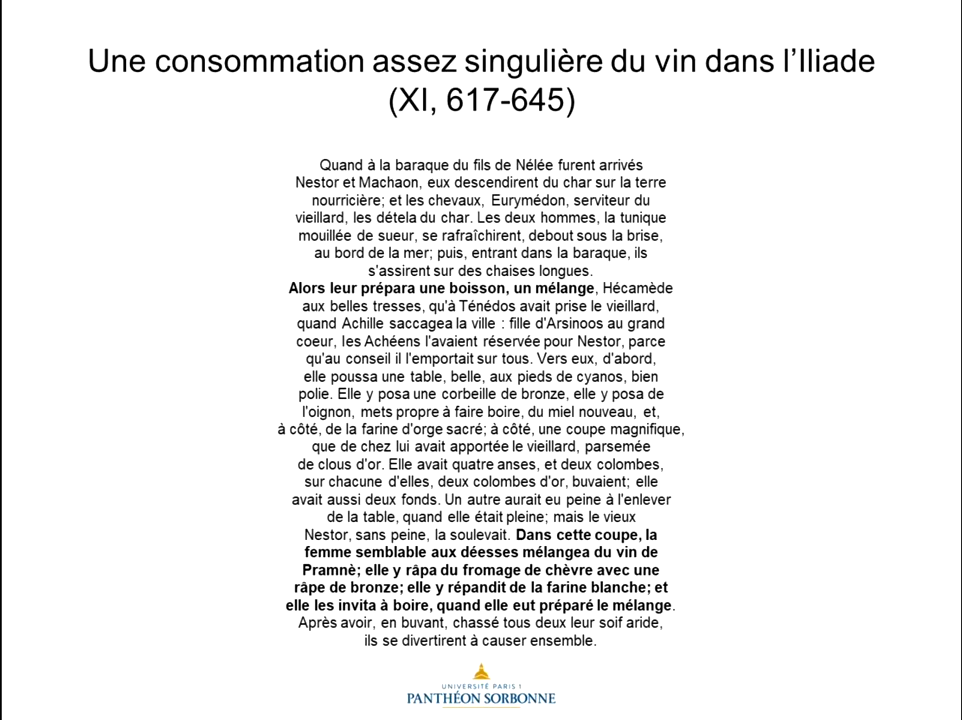 Une consommation assez singulière du vin dans l'Iliade
(XI, 617-645)
Quand à la baraque du fils de Nélée furent arrivés
Nestor et Machaon, eux descendirent du char sur la terre
nourricière; et les chevaux, Eurymédon, serviteur du
vieillard, les détela du char. Les deux hommes, la tunique
mouillée de sueur, se rafraîchirent, debout sous la brise,
au bord de la mer; puis, entrant dans la baraque, ils
s'assirent sur des chaises longues.
Alors leur prépara une boisson, un mélange, Hécamède
aux belles tresses, qu'à Ténédos avait prise le vieillard,
quand Achille saccagea la ville : fille d'Arsinoos au grand
coeur, les Achéens l'avaient réservée pour Nestor, parce
qu'au conseil il l'emportait sur tous. Vers eux, d'abord,
elle poussa une table, belle, aux pieds de cyanos, bien
polie. Elle y posa une corbeille de bronze, elle y posa de
l'oignon, mets propre à faire boire, du miel nouveau, et,
à côté, de la farine d'orge sacré; à côté, une coupe magnifique,
que de chez lui avait apportée le vieillard, parsemée
de clous d'or. Elle avait quatre anses, et deux colombes,
sur chacune d'elles, deux colombes d'or, buvaient; elle
avait aussi deux fonds. Un autre aurait eu peine à l'enlever
de la table, quand elle était pleine; mais le vieux
Nestor, sans peine, la soulevait. Dans cette coupe, la
femme semblable aux déesses mélangea du vin de
Pramnè; elle y râpa du fromage de chèvre avec une
râpe de bronze; elle y répandit de la farine blanche; et
elle les invita à boire, quand elle eut préparé le mélange.
Après avoir, en buvant, chassé tous deux leur soif aride,
ils se divertirent à causer ensemble.
UNIVERSITÉ PARIS 1
PANTHÉON SORBONNE